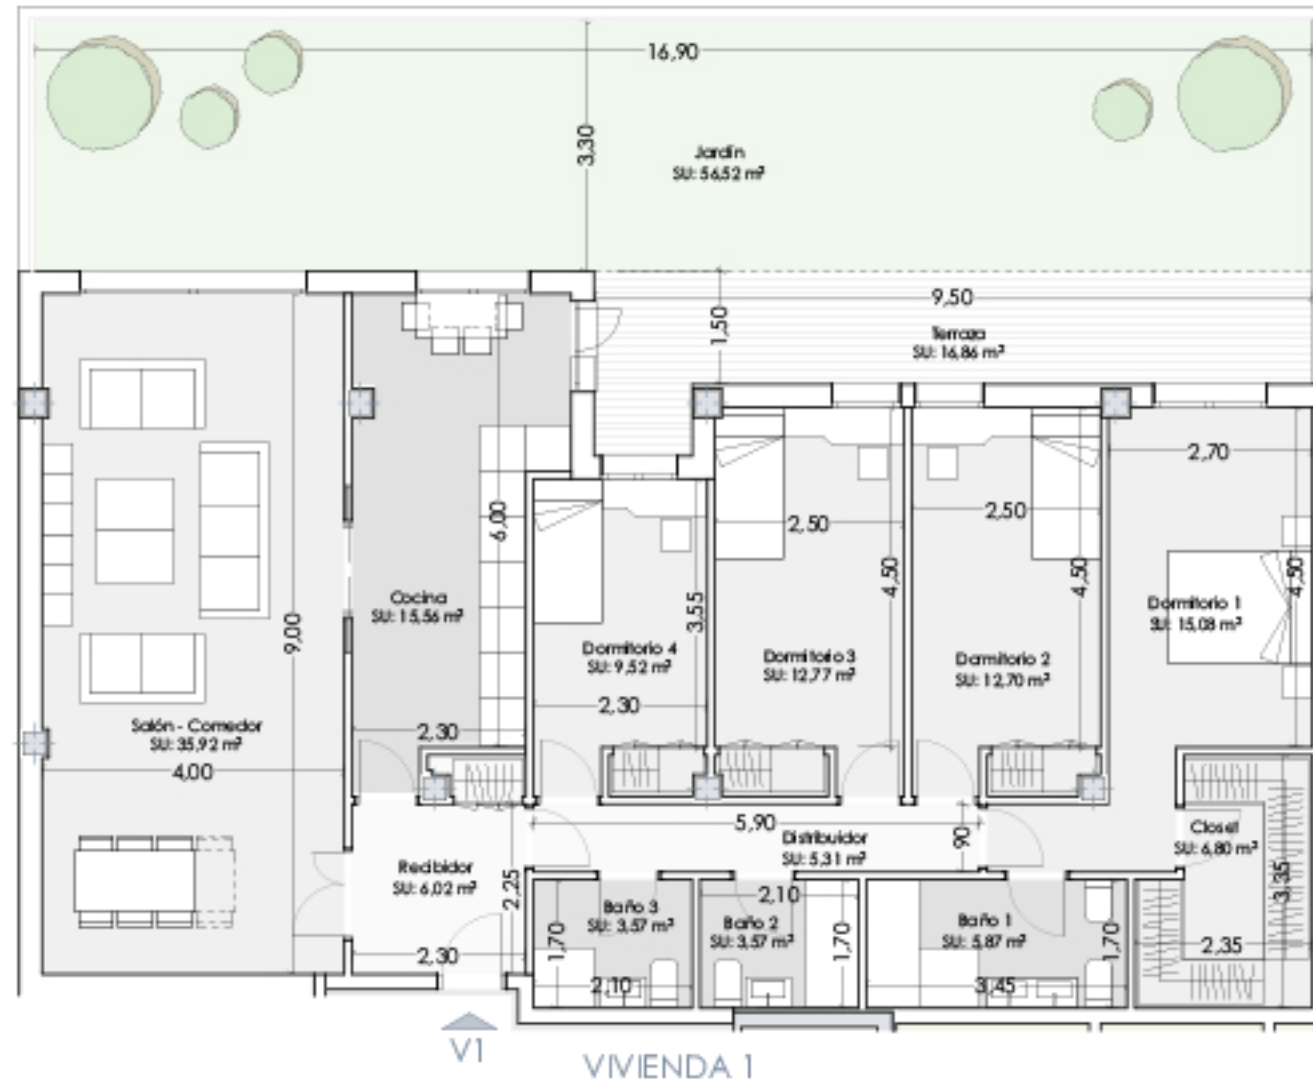 16,90
3,30
Jardín
SU: 56,52 m²
9,50
1,50
Terraza
SU: 16,86 m²
2,70
2,50
2,50
6,00
4,50
4,50
4,50
Cocina
SU: 15,56 m²
3,55
Dormitorio 1
SU: 15,08 m²
9,00
Dormitorio 4
SU: 9,52 m²
Dormitorio 3
SU: 12,77 m²
Dormitorio 2
SU: 12,70 m²
2,30
Salón - Comedor
SU: 35,92 m²
2,30
4,00
5,90
Distribuidor
SU: 5,31 m²
90
Closet
SU: 6,80 m²
Recibidor
SU: 6,02 m²
2,25
3,35
2,10
Baño 3
SU: 3,57 m²
Baño 2
SU: 3,57 m²
Baño 1
SU: 5,87 m²
1,70
1,70
1,70
2,35
2,30
2,10
3,45
V1
VIVIENDA 1